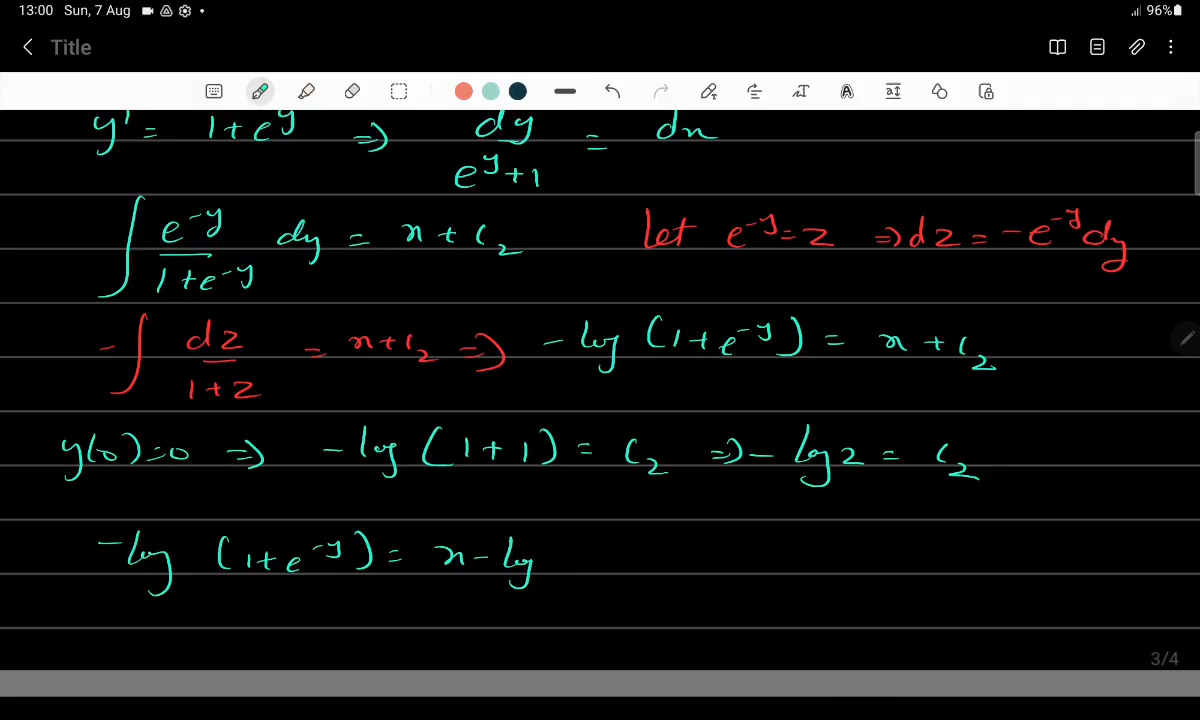 13:00 Sun, 7 Aug 96%
Title
y' = 1+e^y ⇒ dy/(e^y+1) = dx
∫ e^-y/(1+e^-y) dy = x + C₂ Let e^-y = z ⇒ dz = -e^-y dy
-∫ dz/(1+z) = x + C₂ ⇒ -log (1+e^-y) = x + C₂
y(0)=0 ⇒ -log (1+1) = C₂ ⇒ -log 2 = C₂
-log (1+e^-y) = x - log
3/4